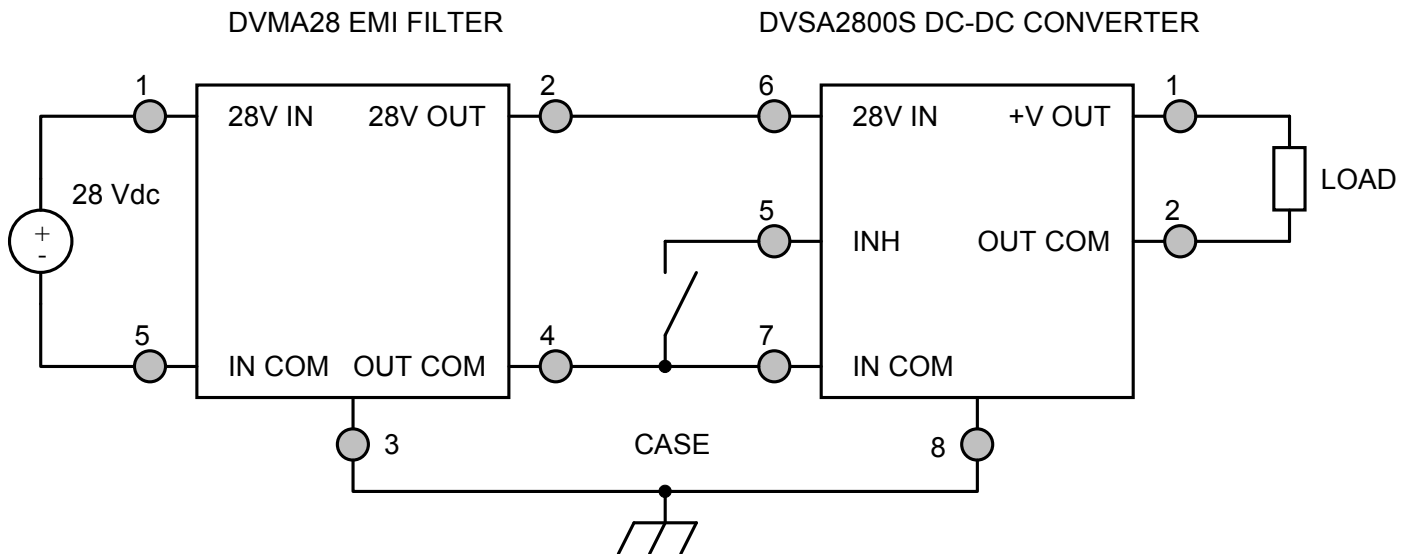 DVMA28 EMI FILTER DVSA2800S DC-DC CONVERTER
1 2 6 1
28V IN 28V OUT 28V IN +V OUT
28 Vdc LOAD
5 2
+ INH OUT COM
-
5 4 7
IN COM OUT COM IN COM
3 CASE 8